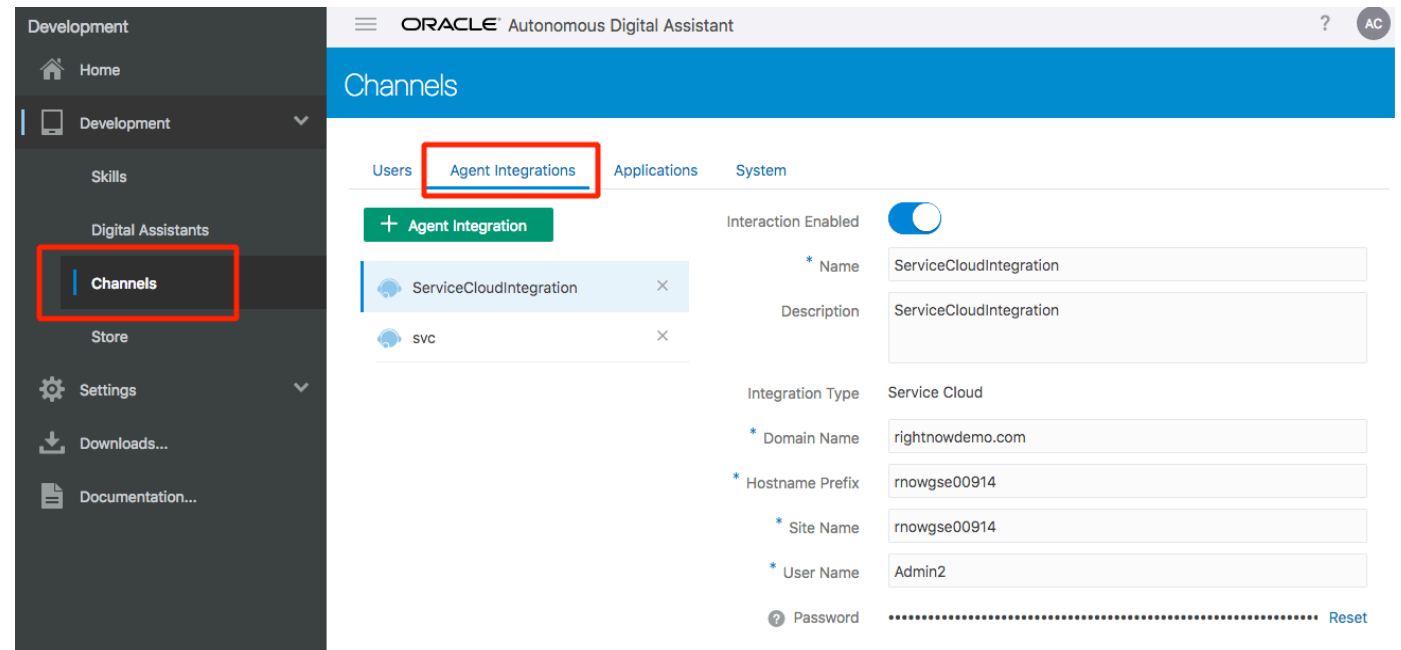 Development
Home
Development
Skills
Digital Assistants
Channels
Store
Settings
Downloads...
Documentation...
ORACLE® Autonomous Digital Assistant
? AC
Channels
Users Agent Integrations Applications System
+ Agent Integration
ServiceCloudIntegration ×
svc ×
Interaction Enabled
* Name ServiceCloudIntegration
Description ServiceCloudIntegration
Integration Type Service Cloud
* Domain Name rightnowdemo.com
* Hostname Prefix rnowgse00914
* Site Name rnowgse00914
* User Name Admin2
? Password Reset